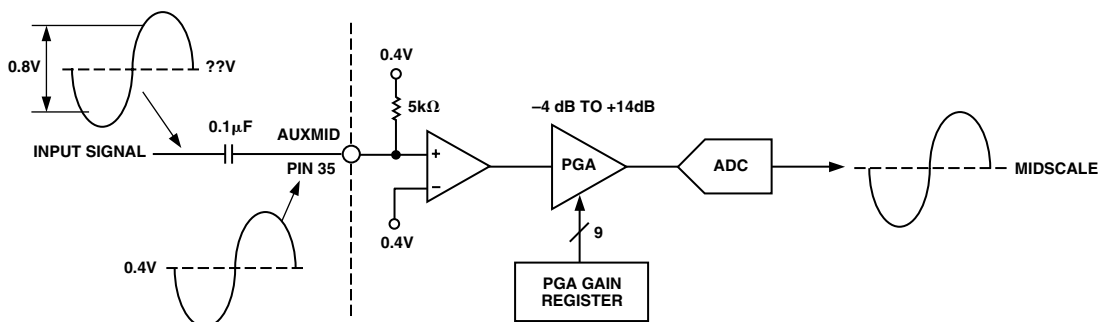 0.8V
??V
0.4V
5kΩ
–4 dB TO +14dB
0.1μF
AUXMID
INPUT SIGNAL
PIN 35
+
–
PGA
ADC
MIDSCALE
0.4V
9
0.4V
PGA GAIN
REGISTER